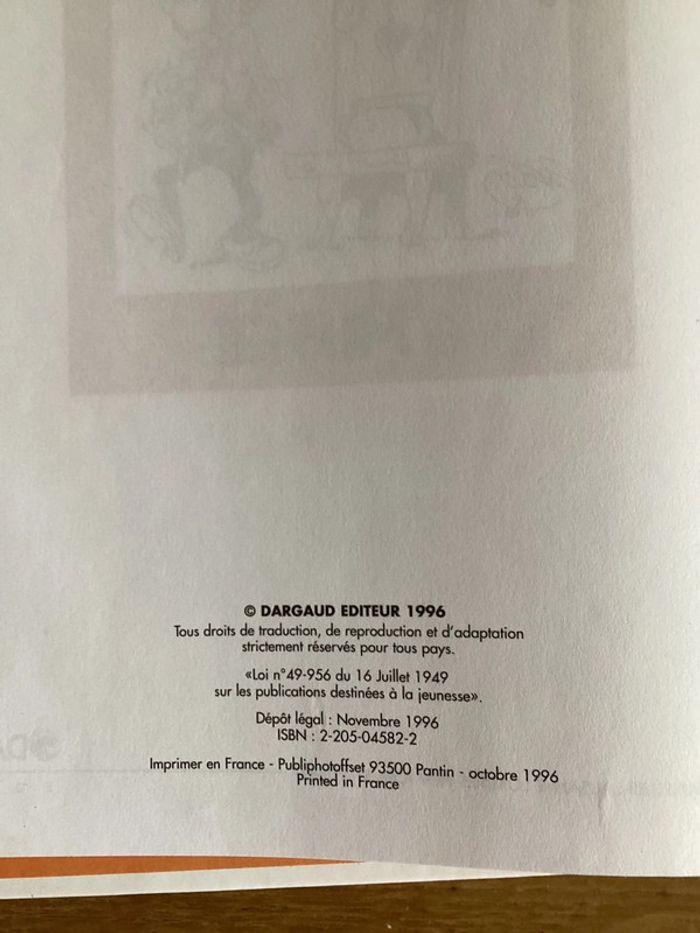 © DARGAUD EDITEUR 1996
Tous droits de traduction, de reproduction et d'adaptation
strictement réservés pour tous pays.
«Loi n°49-956 du 16 Juillet 1949
sur les publications destinées à la jeunesse».
Dépôt légal : Novembre 1996
ISBN : 2-205-04582-2
Imprimer en France - Publiphotoffset 93500 Pantin - octobre 1996
Printed in France